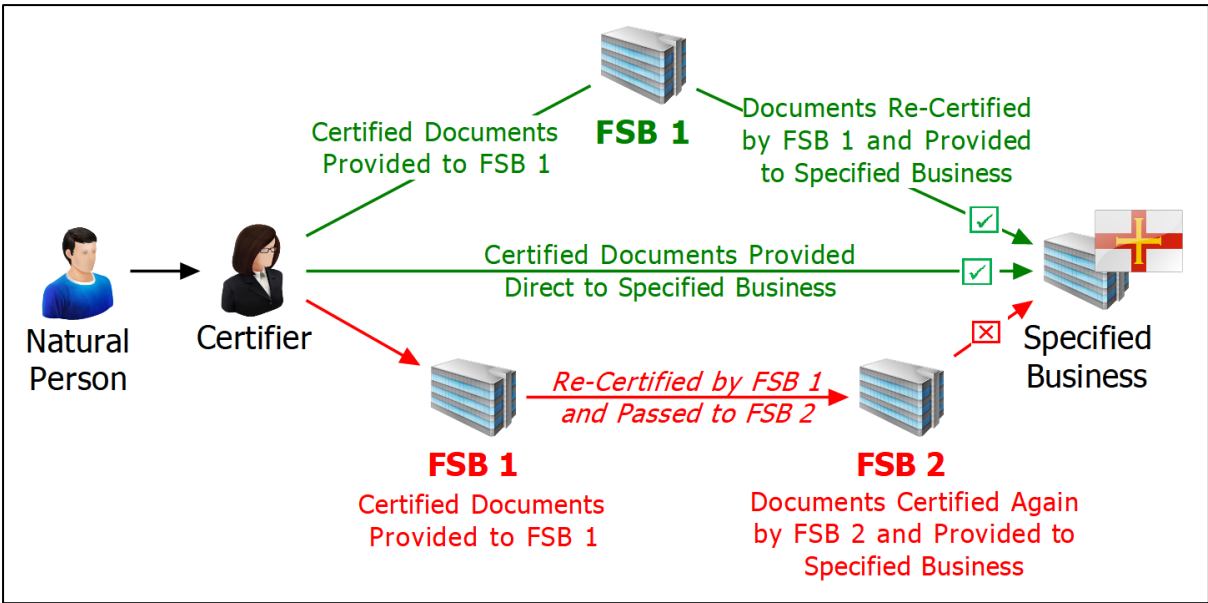 FSB 1
Certified Documents
Provided to FSB 1
Documents Re-Certified
by FSB 1 and Provided
to Specified Business
Natural
Person
Certifier
Certified Documents Provided
Direct to Specified Business
Specified
Business
Re-Certified by FSB 1
and Passed to FSB 2
FSB 1
Certified Documents
Provided to FSB 1
FSB 2
Documents Certified Again
by FSB 2 and Provided to
Specified Business